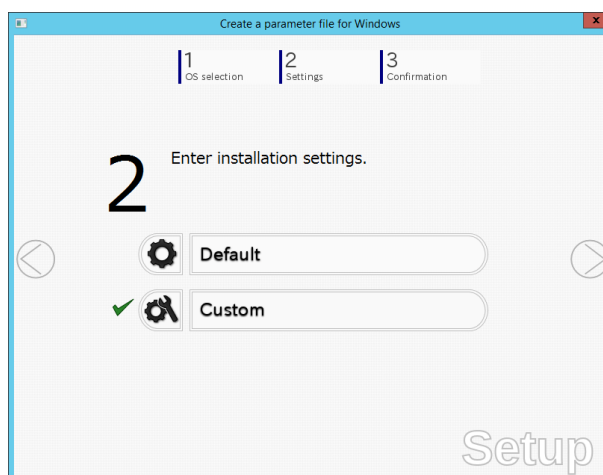 Create a parameter file for Windows
x
1
OS selection
2
Settings
3
Confirmation
2
Enter installation settings.
Default
Custom
Setup